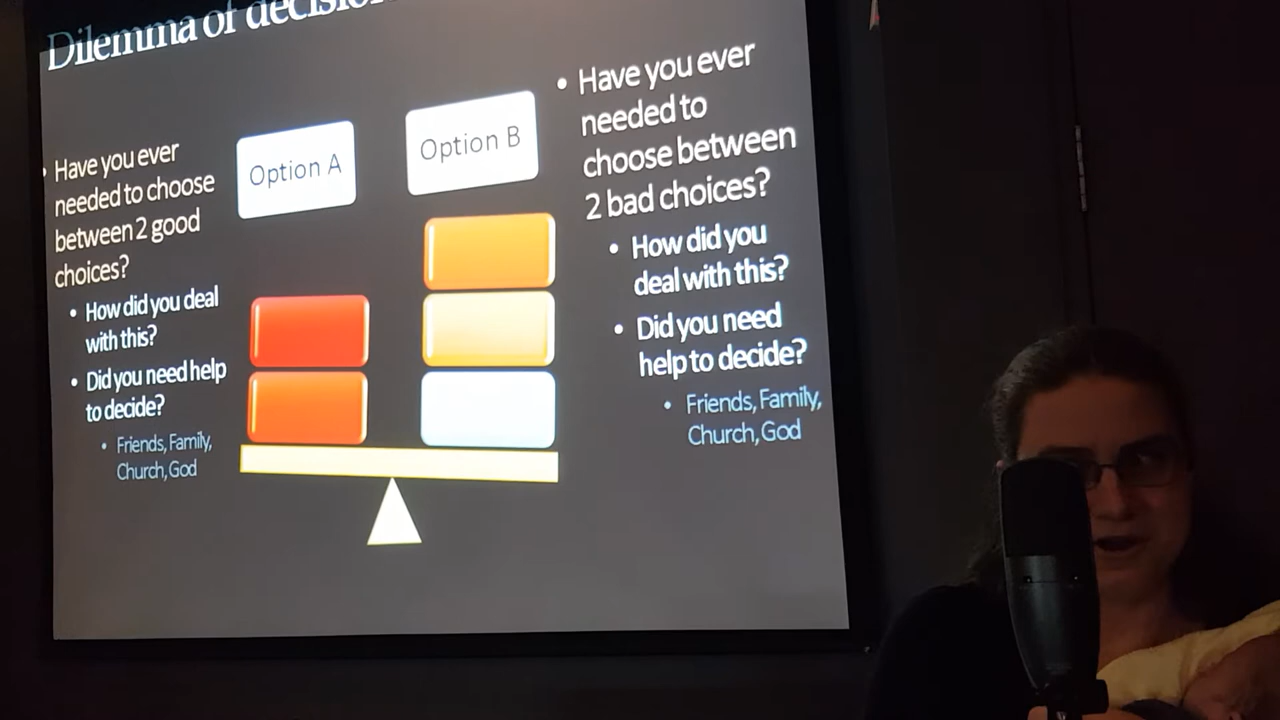 Dilemma of decision
• Have you ever
needed to choose
between 2 good
choices?
• How did you deal
with this?
• Did you need help
to decide?
• Friends, Family,
Church, God
Option A
Option B
• Have you ever
needed to
choose between
2 bad choices?
• How did you
deal with this?
• Did you need
help to decide?
• Friends, Family,
Church, God